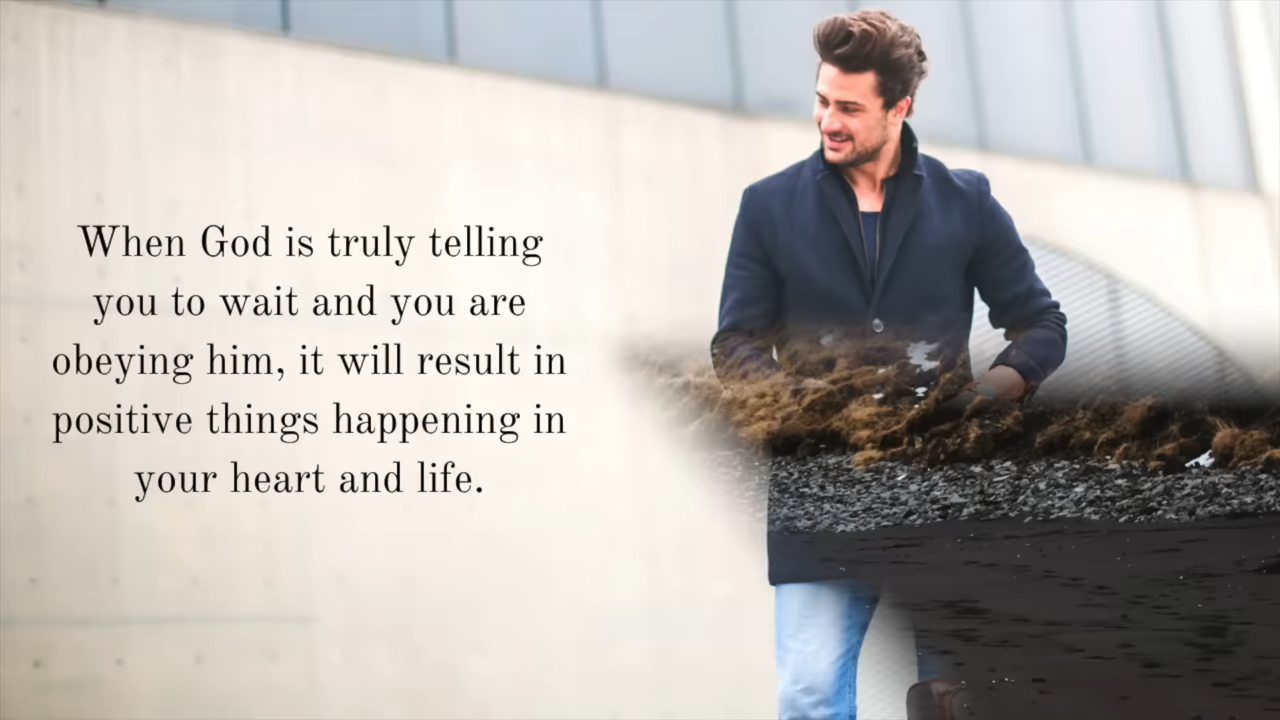 When God is truly telling
you to wait and you are
obeying him, it will result in
positive things happening in
your heart and life.